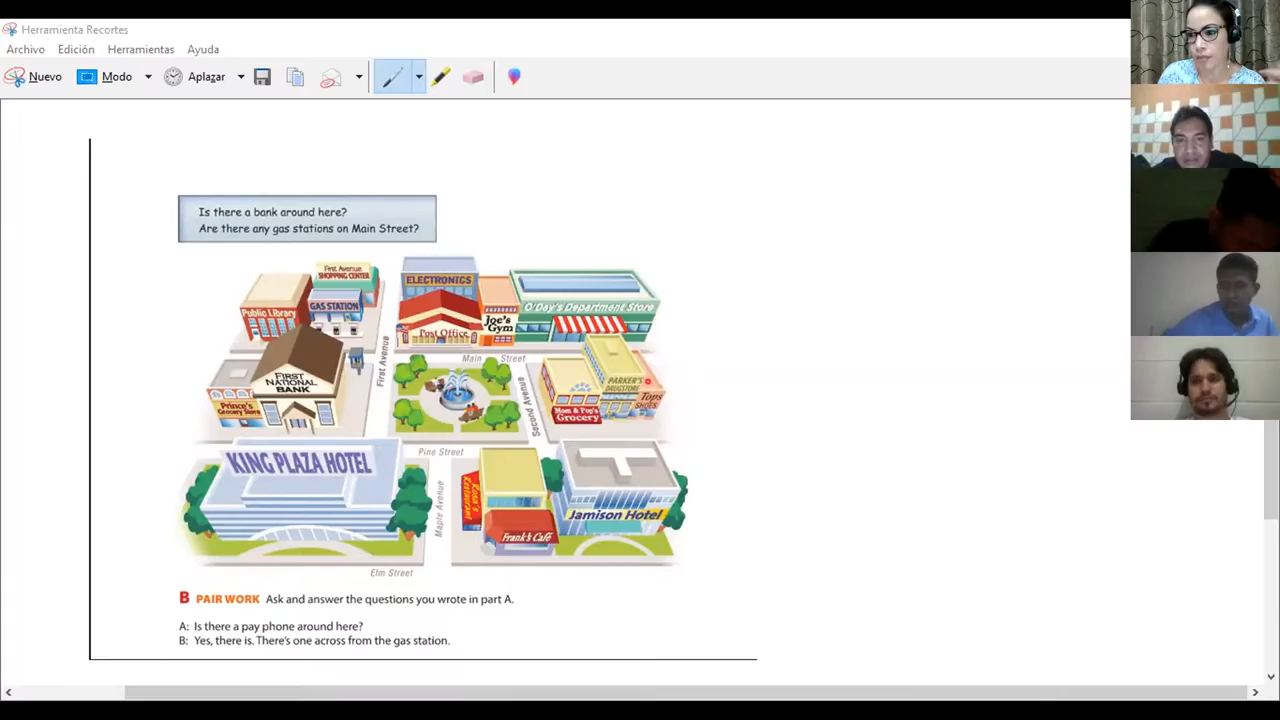 Herramienta Recortes
Archivo Edición Herramientas Ayuda
Nuevo Modo Aplazar
Is there a bank around here?
Are there any gas stations on Main Street?
First Avenue
SHOPPING CENTER
GAS STATION
Public Library
ELECTRONICS
Post Office
Joe's
Gym
O'Day's Department Store
Main Street
First Avenue
FIRST
NATIONAL
BANK
Prince's
Grocery Store
Second Avenue
PARKER'S
DRUGSTORE
Mom & Pop's
Grocery
Tops
SHOES
Pine Street
KING PLAZA HOTEL
Maple Avenue
Rosa's
Restaurant
Frank's Café
Jamison Hotel
Elm Street
B PAIR WORK Ask and answer the questions you wrote in part A.
A: Is there a pay phone around here?
B: Yes, there is. There's one across from the gas station.